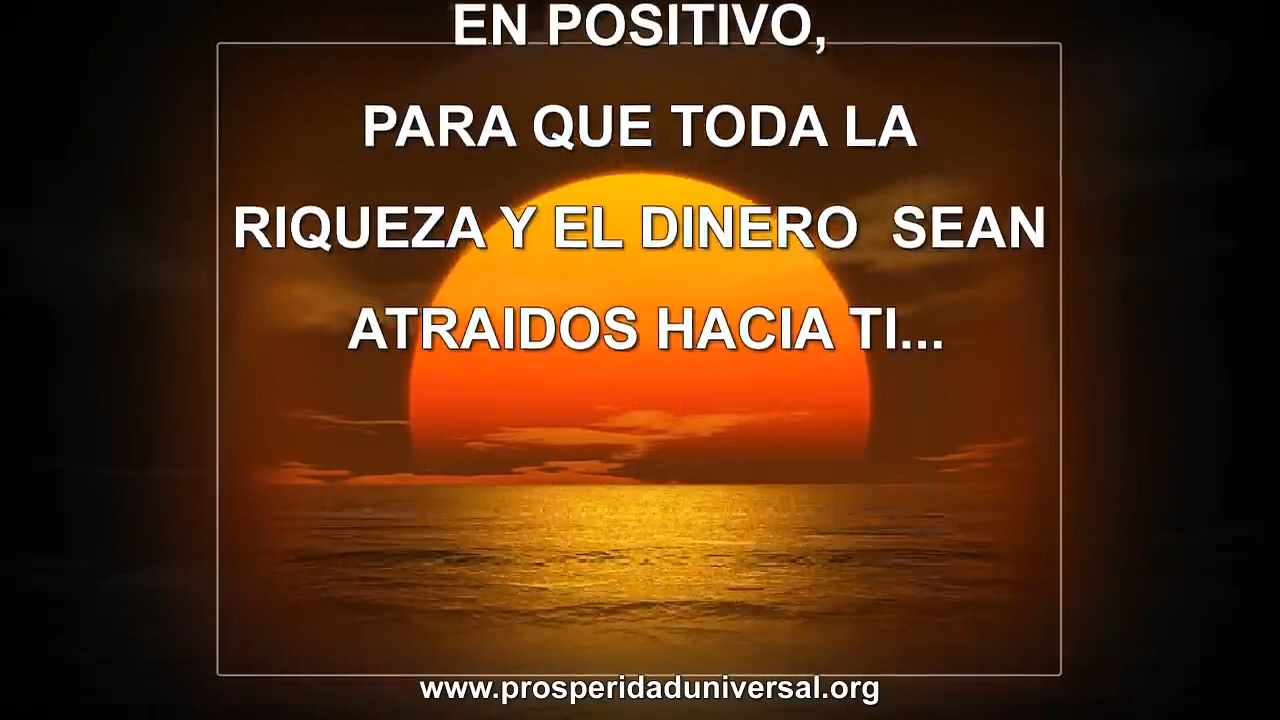 EN POSITIVO,
PARA QUE TODA LA
RIQUEZA Y EL DINERO SEAN
ATRAIDOS HACIA TI...
www.prosperidaduniversal.org